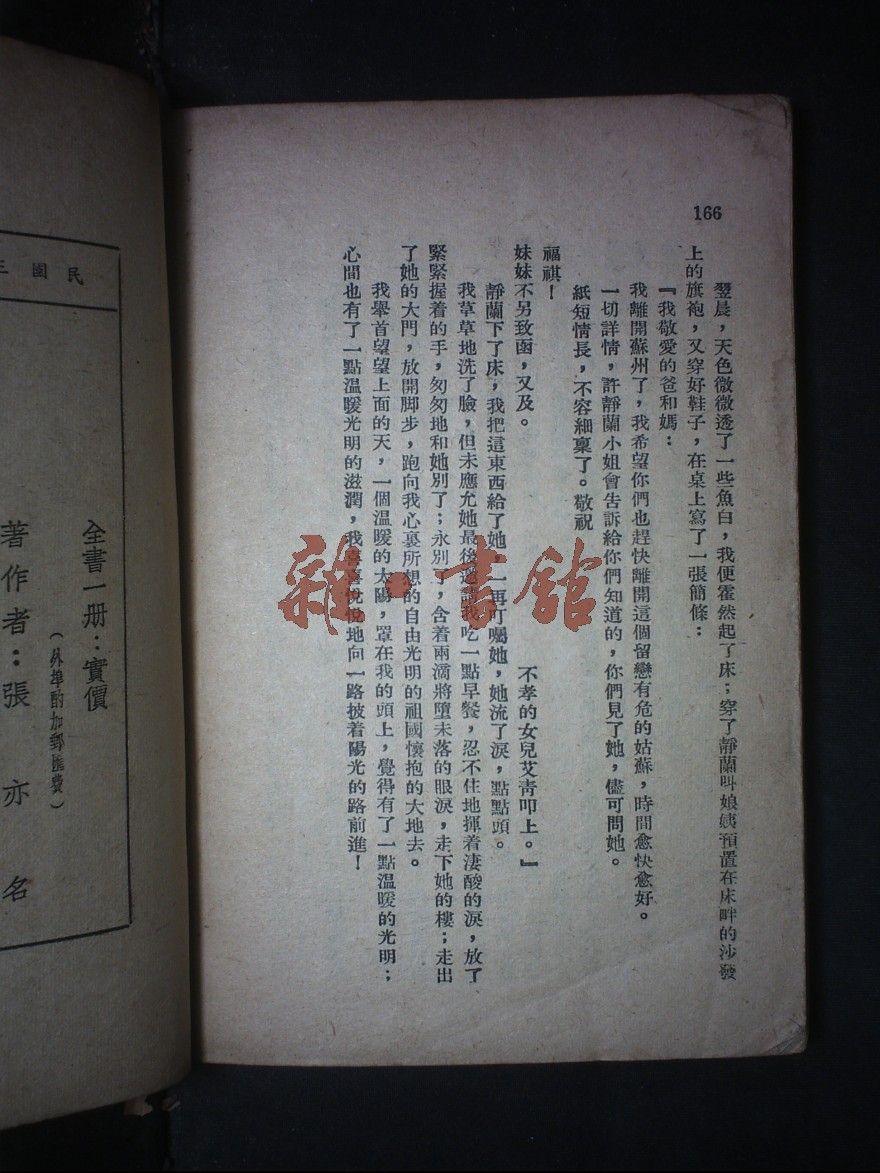 166
翌晨，天色微微透了一些魚白，我便霍然起了床；穿了靜蘭叫娘姨預置在床畔的沙發
上的旗袍，又穿好鞋子，在桌上寫了一張簡條：
『我敬愛的爸和媽：
我離開蘇州了，我希望你們也趕快離開這個留戀有危的姑蘇，時間愈快愈好。
一切詳情，許靜蘭小姐會告訴給你們知道的，你們見了她，儘可問她。
紙短情長，不容細稟了。敬祝
福祺！
不孝的女兒艾青叩上。』
妹妹不另致函，又及。
靜蘭下了床，我把這東西給了她，一再叮囑她，她流了淚，點點頭。
我草草地洗了臉，但未應允她最後邀請我吃一點早餐，忍不住地揮着淒酸的淚，放了
緊緊握着的手，匆匆地和她別了；永別了，含着兩滴將墮未落的眼淚，走下她的樓；走出
了她的大門，放開脚步，跑向我心裏所想的自由光明的祖國懷抱的大地去。
我舉首望望上面的天，一個溫暖的太陽，罩在我的頭上，覺得有了一點溫暖的光明；
心間也有了一點溫暖光明的滋潤，我喜喜悅悅地向一路披着陽光的路前進！
雜·書館
民國三
全書一册：實價
（外埠酌加郵匯費）
著作者：張亦名